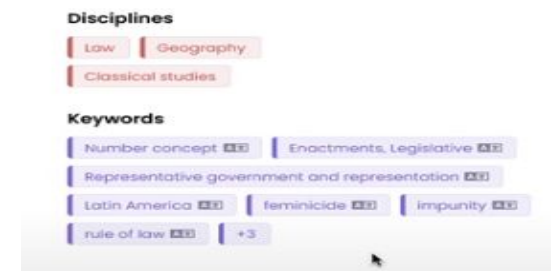 Disciplines
Law Geography
Classical studies
Keywords
Number concept Enactments, Legislative
Representative government and representation
Latin America feminicide impunity
rule of law +3